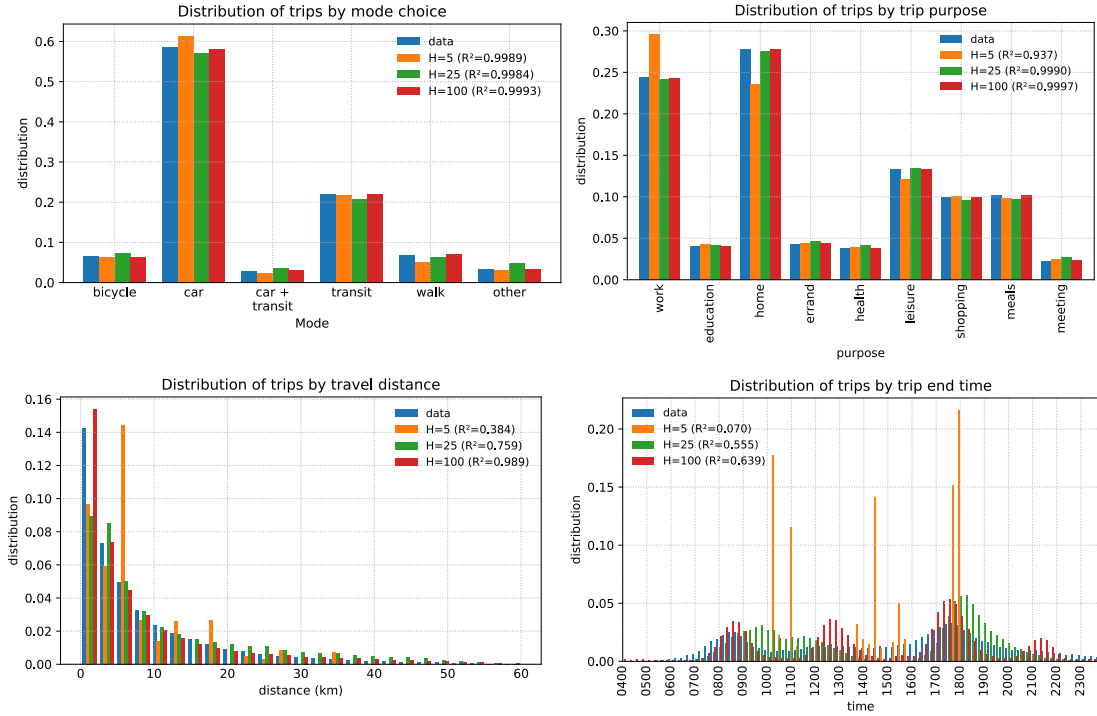 Distribution of trips by mode choice
distribution
0.6
0.5
0.4
0.3
0.2
0.1
0.0
data
H=5 (R²=0.9989)
H=25 (R²=0.9984)
H=100 (R²=0.9993)
bicycle
car
car +
transit
transit
walk
other
Mode
Distribution of trips by trip purpose
distribution
0.30
0.25
0.20
0.15
0.10
0.05
0.00
data
H=5 (R²=0.937)
H=25 (R²=0.9990)
H=100 (R²=0.9997)
work
education
home
errand
health
leisure
shopping
meals
meeting
purpose
Distribution of trips by travel distance
distribution
0.16
0.14
0.12
0.10
0.08
0.06
0.04
0.02
0.00
data
H=5 (R²=0.384)
H=25 (R²=0.759)
H=100 (R²=0.989)
0 10 20 30 40 50 60
distance (km)
Distribution of trips by trip end time
distribution
0.20
0.15
0.10
0.05
0.00
data
H=5 (R²=0.070)
H=25 (R²=0.555)
H=100 (R²=0.639)
0400
0500
0600
0700
0800
0900
1000
1100
1200
1300
1400
1500
1600
1700
1800
1900
2000
2100
2200
2300
time